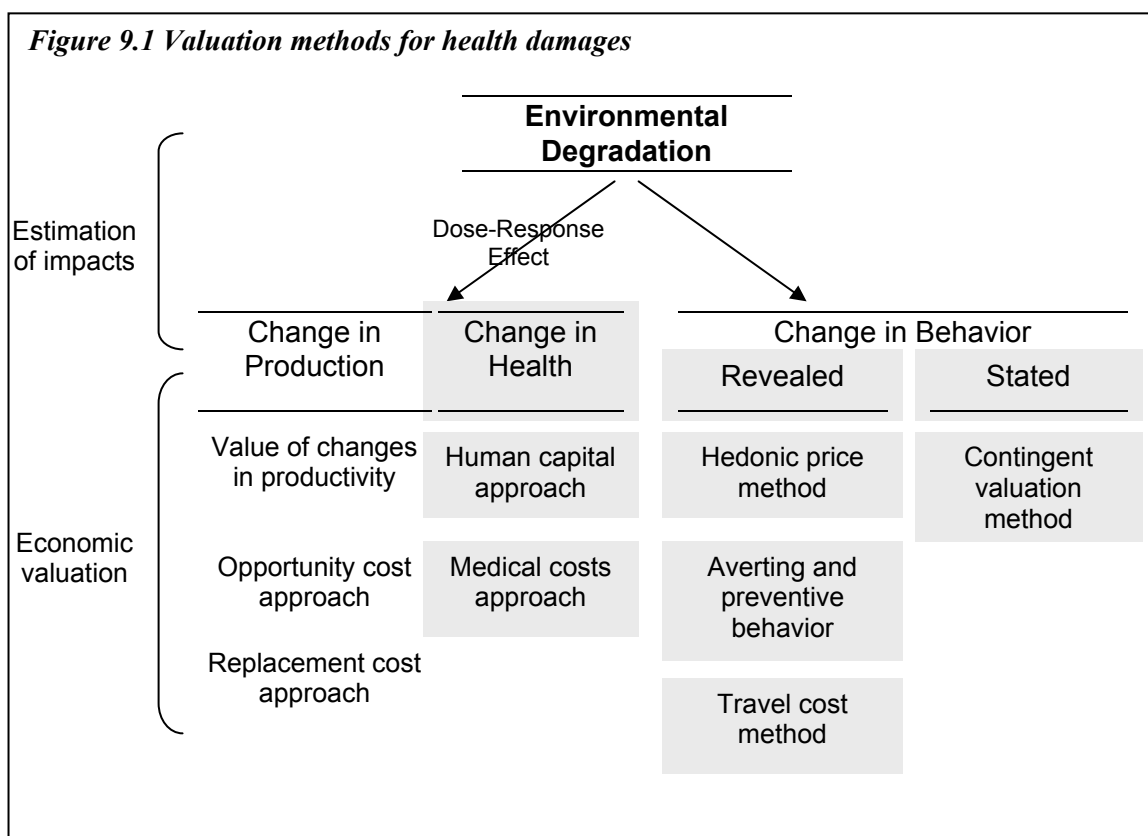 Figure 9.1 Valuation methods for health damages
Environmental
Degradation
Dose-Response
Effect
Estimation
of impacts
Change in
Production
Change in
Health
Change in Behavior
Revealed
Stated
Economic
valuation
Value of changes
in productivity
Opportunity cost
approach
Replacement cost
approach
Human capital
approach
Medical costs
approach
Hedonic price
method
Averting and
preventive
behavior
Travel cost
method
Contingent
valuation
method